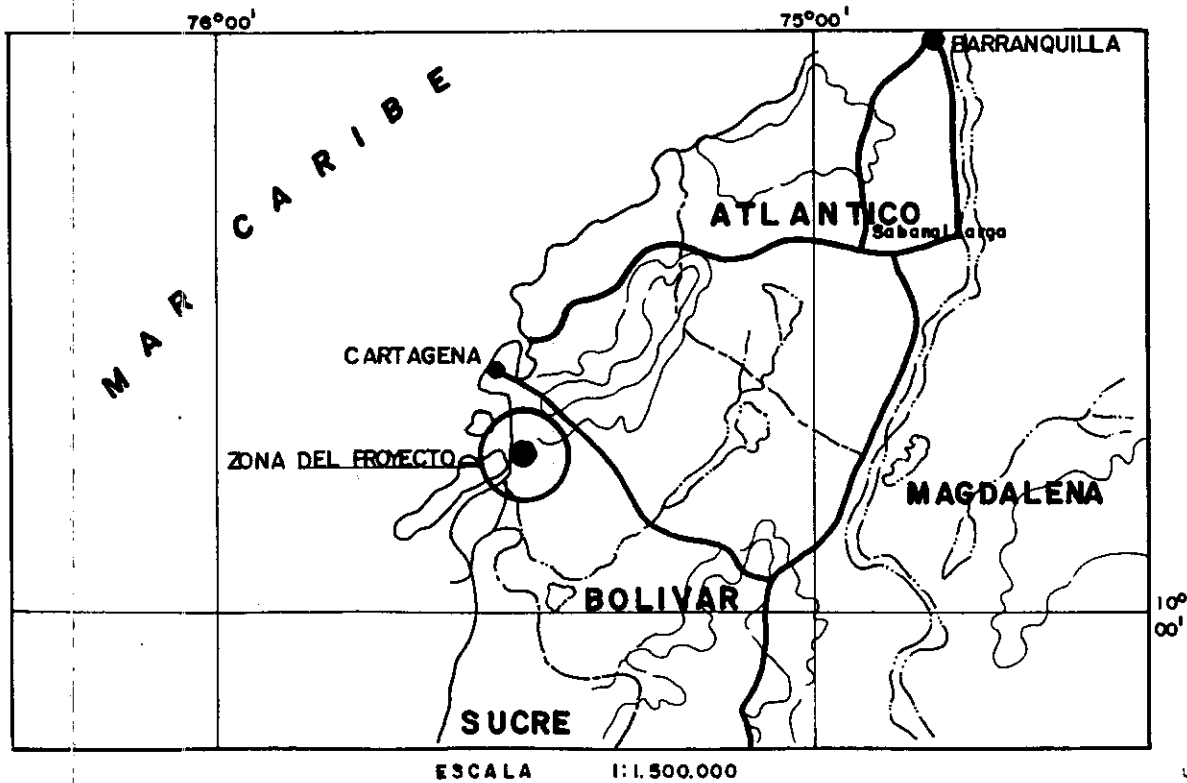 76°00'
75°00'
BARRANQUILLA
MAR CARIBE
ATLANTICO
Sabanalarga
CARTAGENA
ZONA DEL PROYECTO
MAGDALENA
BOLIVAR
10°
00'
SUCRE
ESCALA 1:1.500.000